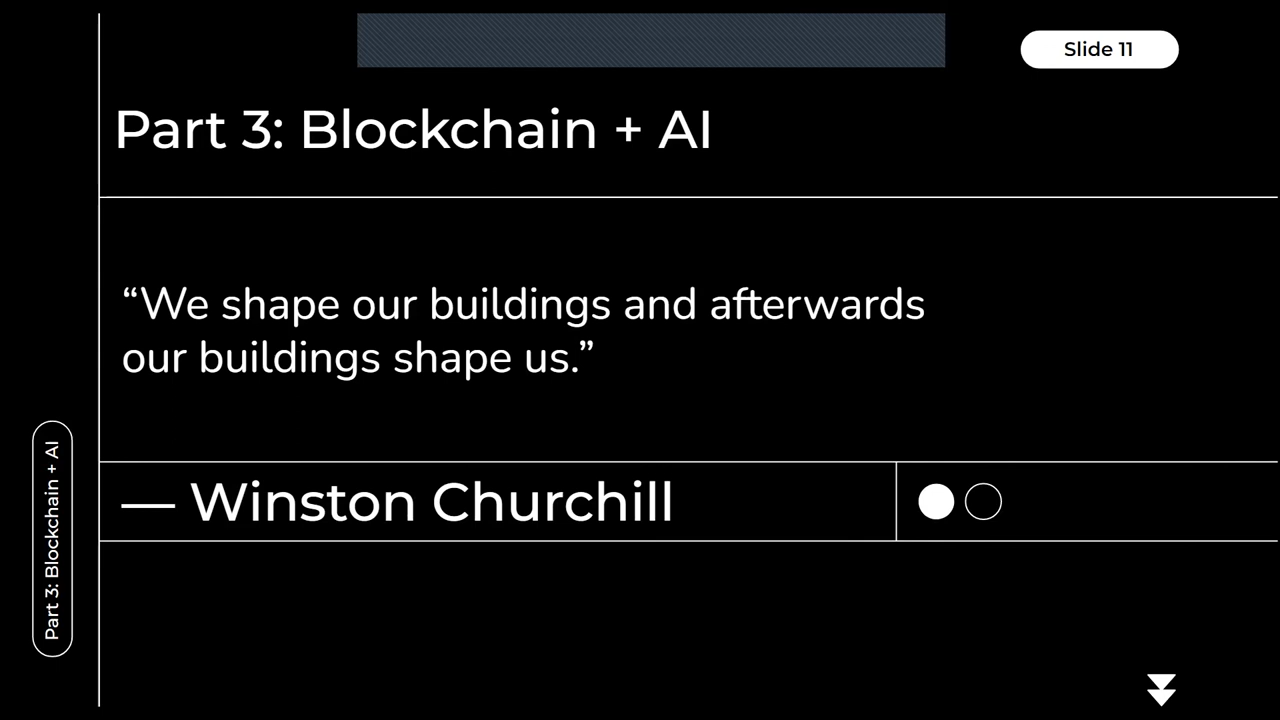 Slide 11
Part 3: Blockchain + AI
“We shape our buildings and afterwards
our buildings shape us.”
— Winston Churchill
Part 3: Blockchain + AI